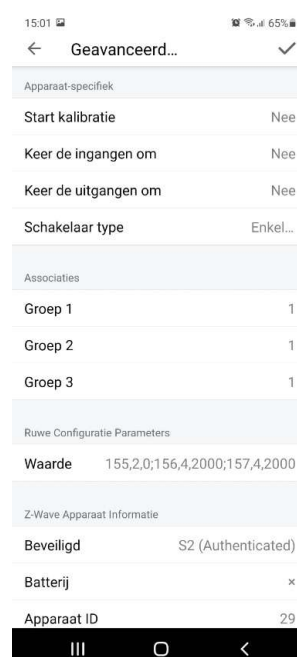 15:01 65%
Geavanceerd...
Apparaat-specifiek
Start kalibratie Nee
Keer de ingangen om Nee
Keer de uitgangen om Nee
Schakelaar type Enkel...
Associaties
Groep 1 1
Groep 2 1
Groep 3 1
Ruwe Configuratie Parameters
Waarde 155,2,0;156,4,2000;157,4,2000
Z-Wave Apparaat Informatie
Beveiligd S2 (Authenticated)
Batterij ×
Apparaat ID 29